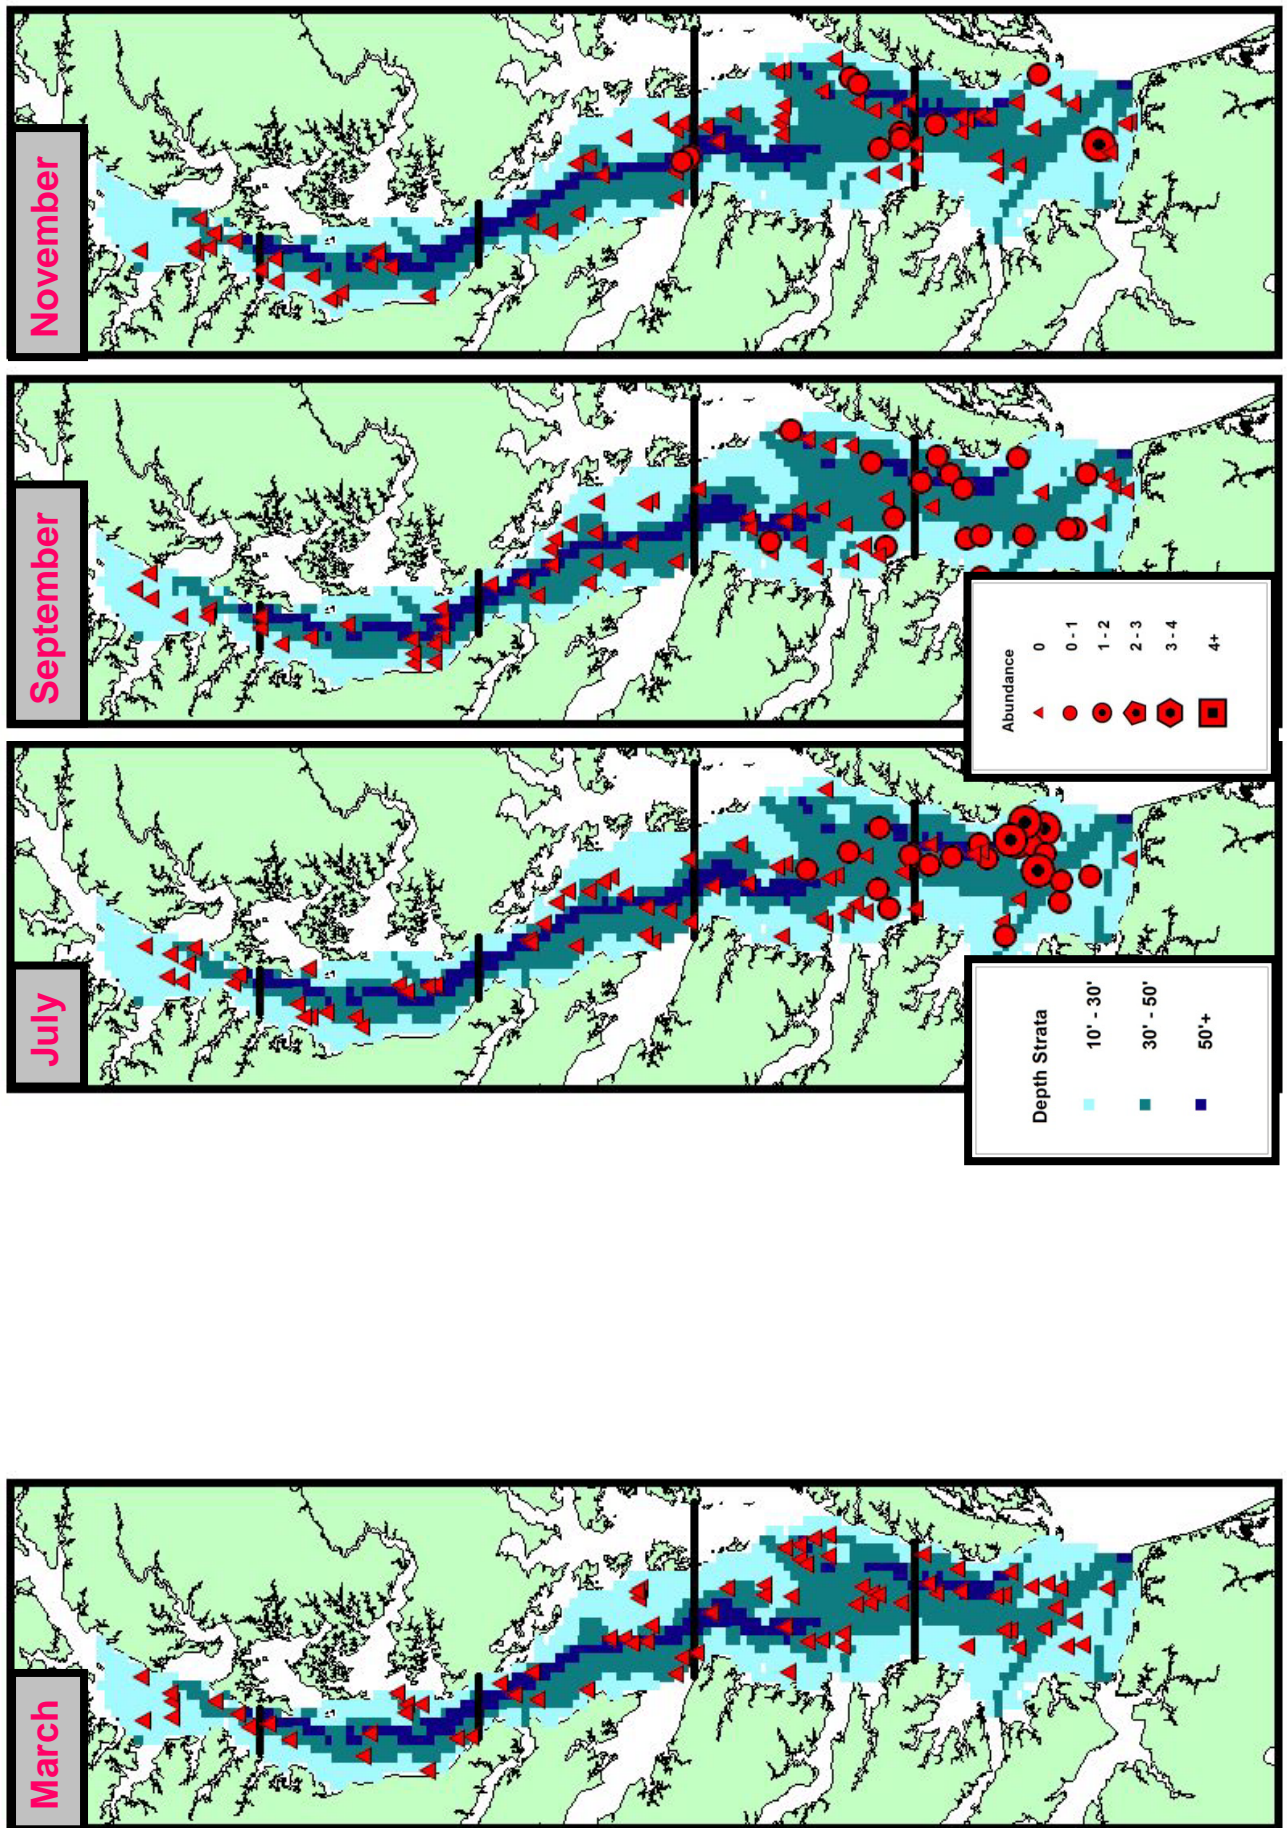 March
July
September
November
Depth Strata
10' - 30'
30' - 50'
50'+
Abundance
0
0 - 1
1 - 2
2 - 3
3 - 4
4+